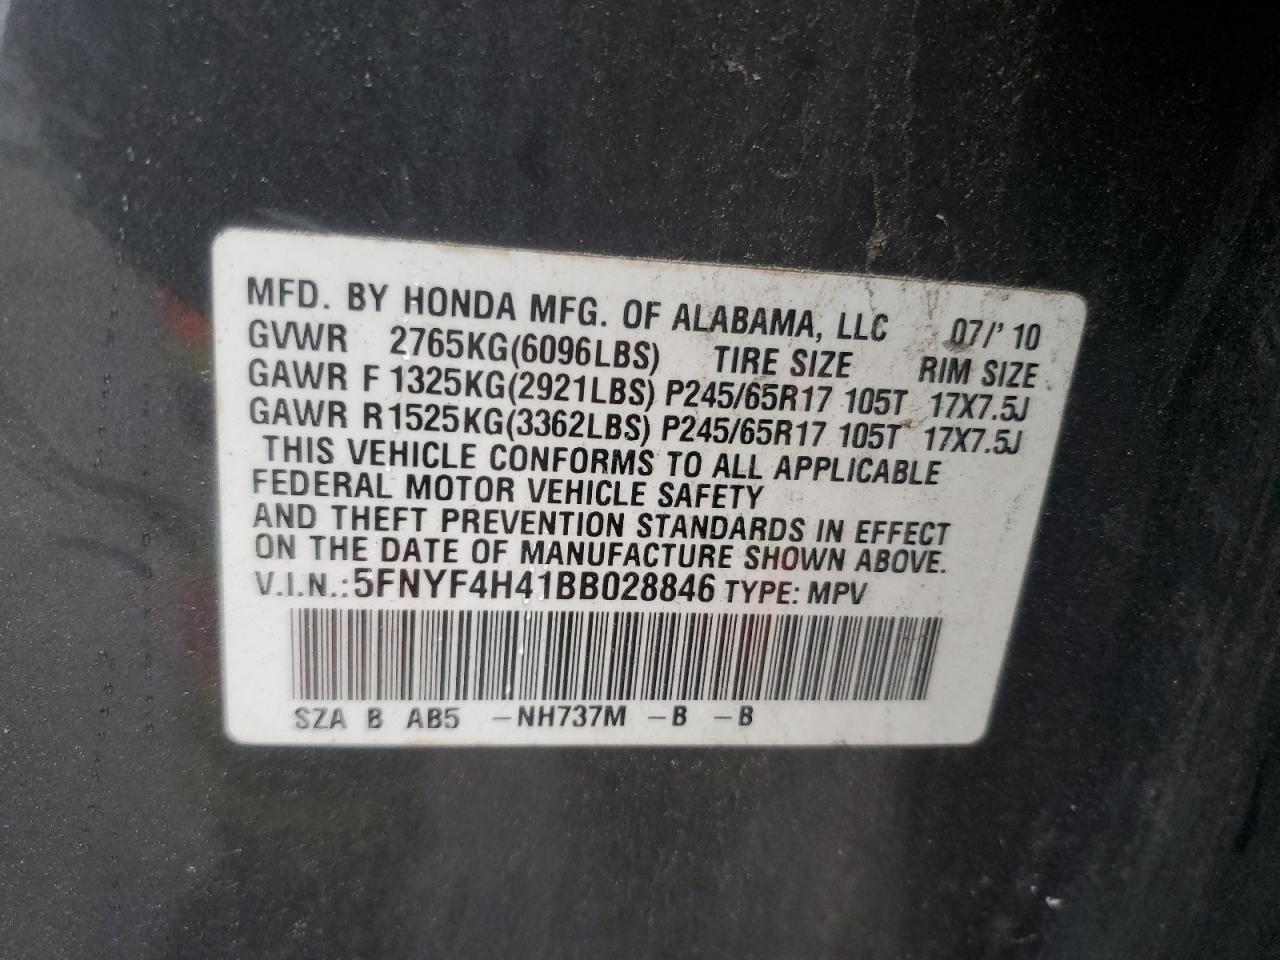 MFD. BY HONDA MFG. OF ALABAMA, LLC 07/'10
GVWR 2765KG(6096LBS) TIRE SIZE RIM SIZE
GAWR F 1325KG(2921LBS) P245/65R17 105T 17X7.5J
GAWR R 1525KG(3362LBS) P245/65R17 105T 17X7.5J
THIS VEHICLE CONFORMS TO ALL APPLICABLE
FEDERAL MOTOR VEHICLE SAFETY
AND THEFT PREVENTION STANDARDS IN EFFECT
ON THE DATE OF MANUFACTURE SHOWN ABOVE.
V.I.N.: 5FNYF4H41BB028846 TYPE: MPV
SZA B AB5 -NH737M -B -B